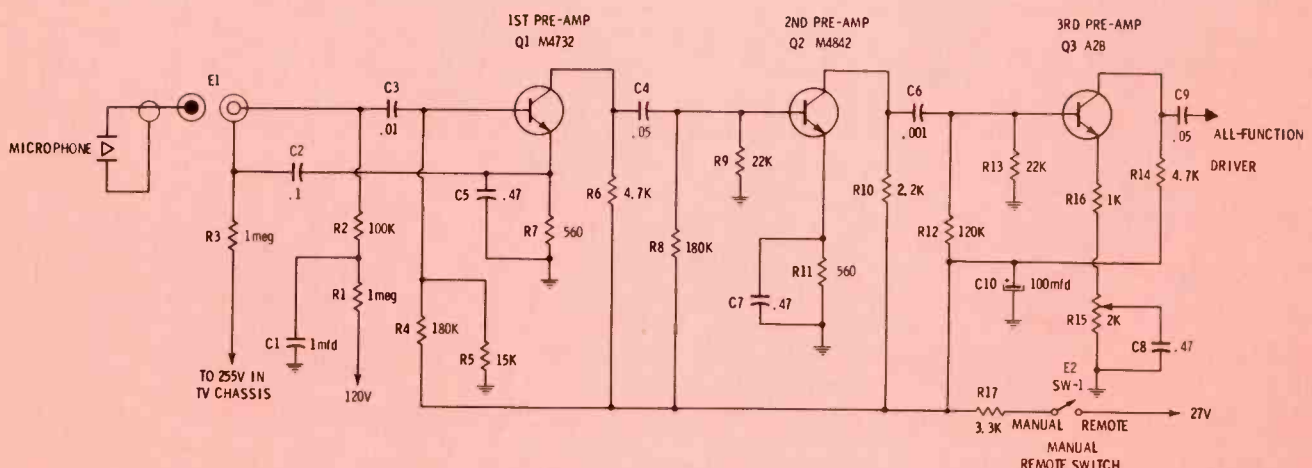 1ST PRE-AMP
Q1 M4732
2ND PRE-AMP
Q2 M4842
3RD PRE-AMP
Q3 A2B
E1
MICROPHONE
C3
.01
C4
.05
C6
.001
C9
.05
ALL-FUNCTION
DRIVER
C2
.1
C5
.47
R6
4.7K
R9
22K
R10
2.2K
R13
22K
R14
4.7K
R16
1K
R3
1meg
R2
100K
R7
560
R8
180K
R12
120K
R1
1meg
R11
560
C10
+
100mfd
C7
.47
R4
180K
R15
2K
C1
1mfd
R5
15K
C8
.47
TO 255V IN
TV CHASSIS
120V
E2
SW-1
R17
3.3K
MANUAL
REMOTE
27V
MANUAL
REMOTE SWITCH